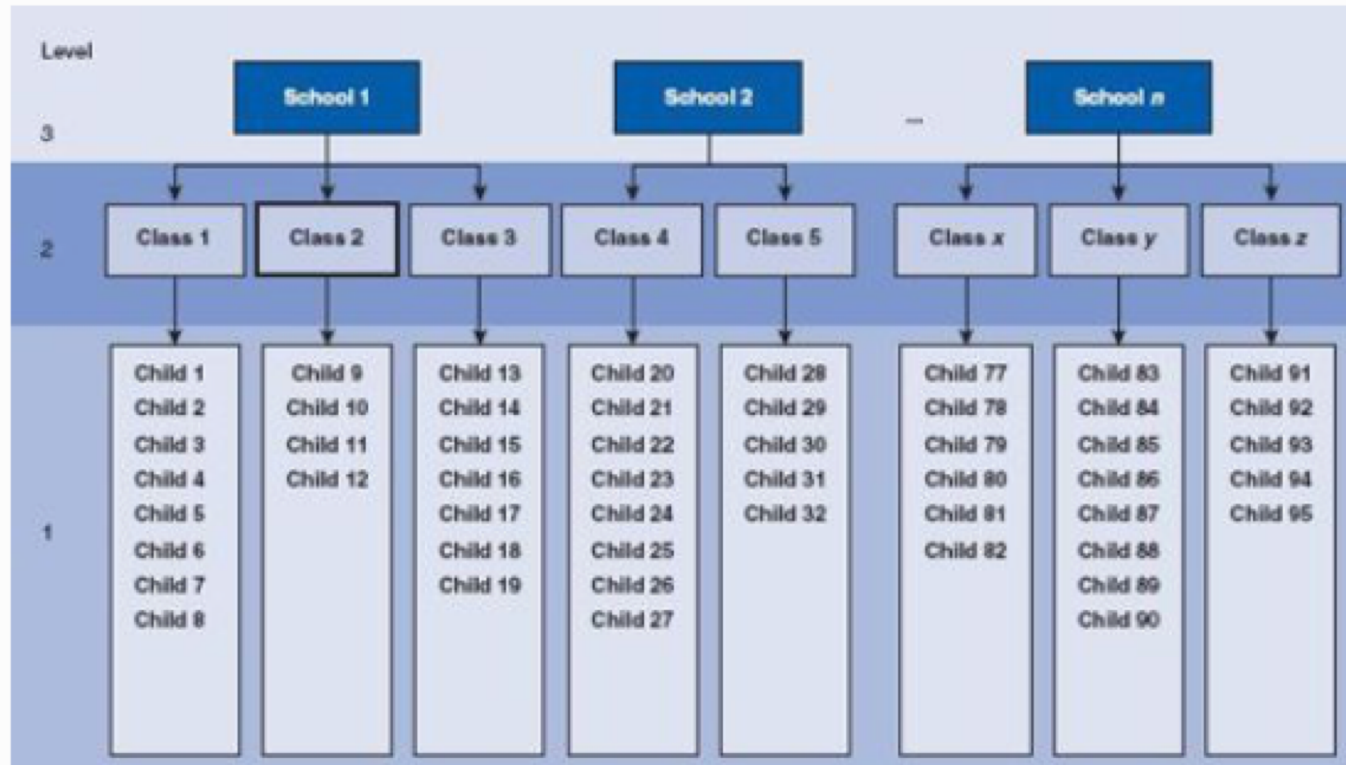 Level
School 1
School 2
...
School n
3
2
Class 1
Class 2
Class 3
Class 4
Class 5
Class x
Class y
Class z
1
Child 1
Child 2
Child 3
Child 4
Child 5
Child 6
Child 7
Child 8
Child 9
Child 10
Child 11
Child 12
Child 13
Child 14
Child 15
Child 16
Child 17
Child 18
Child 19
Child 20
Child 21
Child 22
Child 23
Child 24
Child 25
Child 26
Child 27
Child 28
Child 29
Child 30
Child 31
Child 32
Child 77
Child 78
Child 79
Child 80
Child 81
Child 82
Child 83
Child 84
Child 85
Child 86
Child 87
Child 88
Child 89
Child 90
Child 91
Child 92
Child 93
Child 94
Child 95